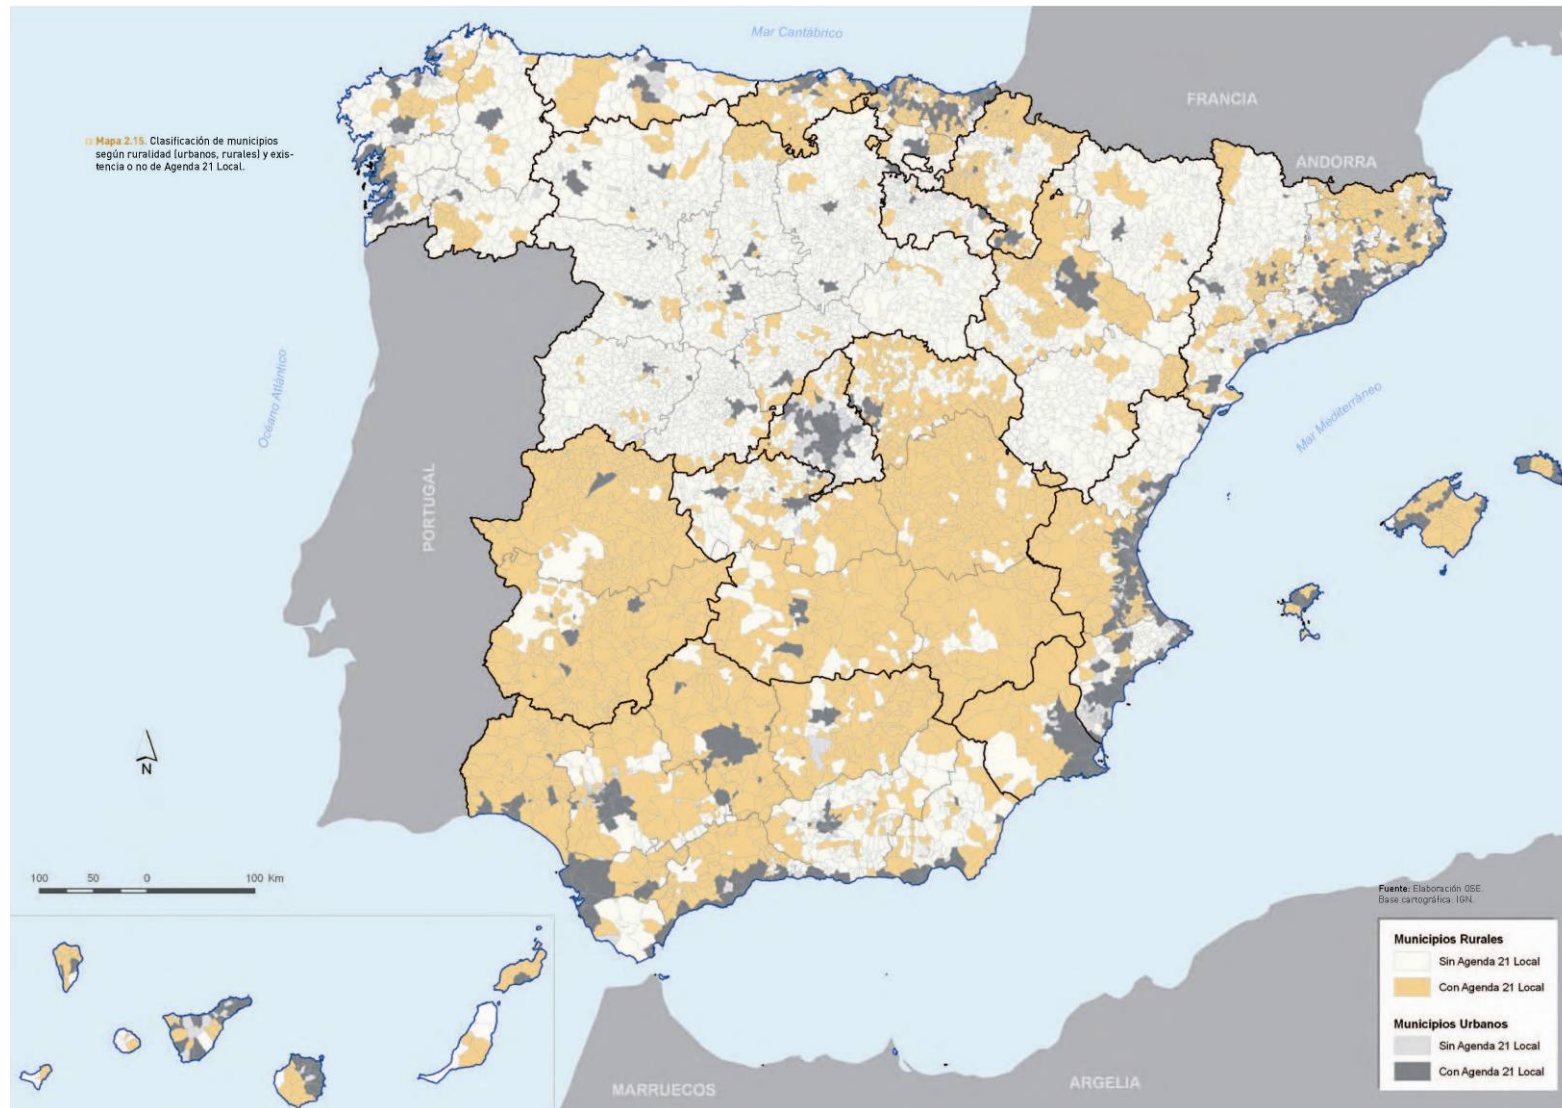 Mar Cantábrico
FRANCIA
ANDORRA
Mapa 2.15. Clasificación de municipios
según ruralidad (urbanos, rurales) y exis-
tencia o no de Agenda 21 Local.
Océano Atlántico
PORTUGAL
Mar Mediterráneo
N
100 50 0 100 Km
Fuente: Elaboración OSE.
Base cartográfica: IGN.
Municipios Rurales
Sin Agenda 21 Local
Con Agenda 21 Local
Municipios Urbanos
Sin Agenda 21 Local
Con Agenda 21 Local
MARRUECOS
ARGELIA